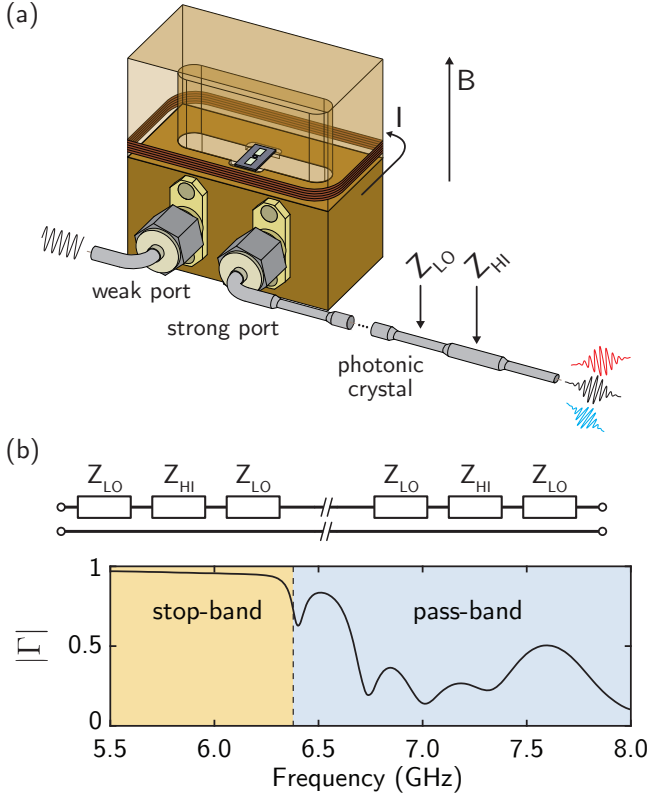 (a)
B
I
Z_LO
Z_HI
weak port
strong port
photonic
crystal
(b)
Z_LO Z_HI Z_LO Z_LO Z_HI Z_LO
1
stop-band pass-band
|Γ|
0.5
0
5.5 6.0 6.5 7.0 7.5 8.0
Frequency (GHz)